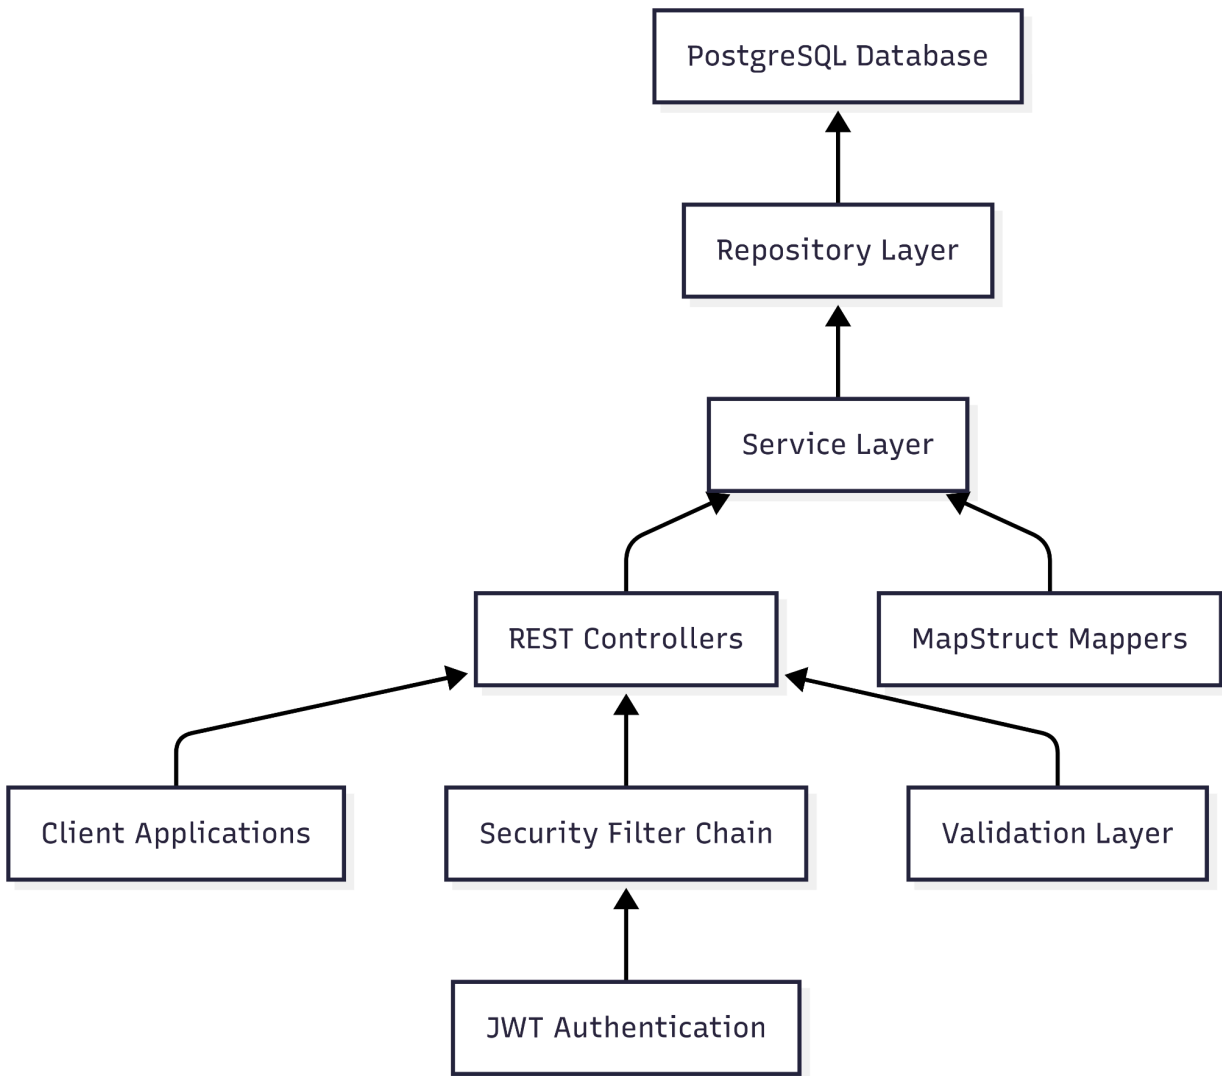 PostgreSQL Database
Repository Layer
Service Layer
REST Controllers
MapStruct Mappers
Client Applications
Security Filter Chain
Validation Layer
JWT Authentication